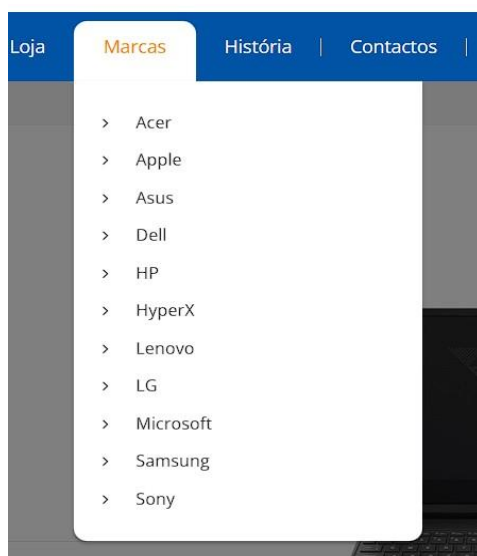 Loja Marcas História | Contactos |
> Acer
> Apple
> Asus
> Dell
> HP
> HyperX
> Lenovo
> LG
> Microsoft
> Samsung
> Sony